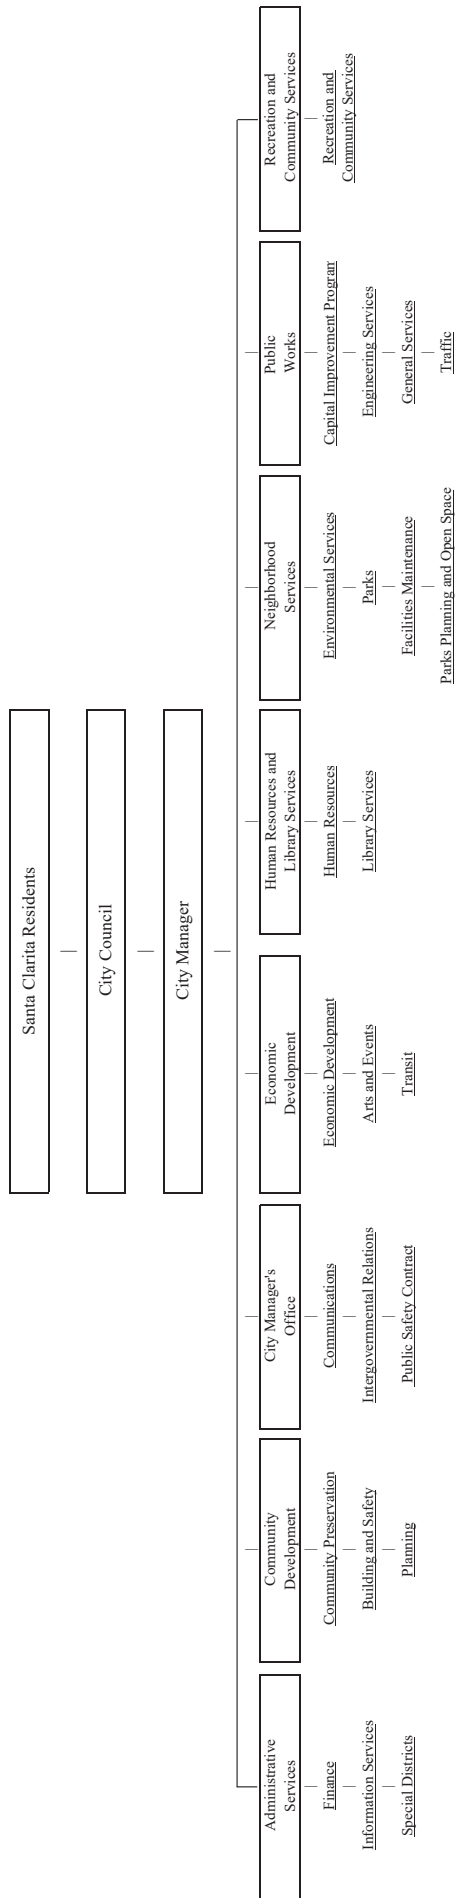 Santa Clarita Residents
City Council
City Manager
Administrative
Services
Finance
Information Services
Special Districts
Community
Development
Community Preservation
Building and Safety
Planning
City Manager's
Office
Communications
Intergovernmental Relations
Public Safety Contract
Economic
Development
Economic Development
Arts and Events
Transit
Human Resources and
Library Services
Human Resources
Library Services
Neighborhood
Services
Environmental Services
Parks
Facilities Maintenance
Parks Planning and Open Space
Public
Works
Capital Improvement Program
Engineering Services
General Services
Traffic
Recreation and
Community Services
Recreation and
Community Services